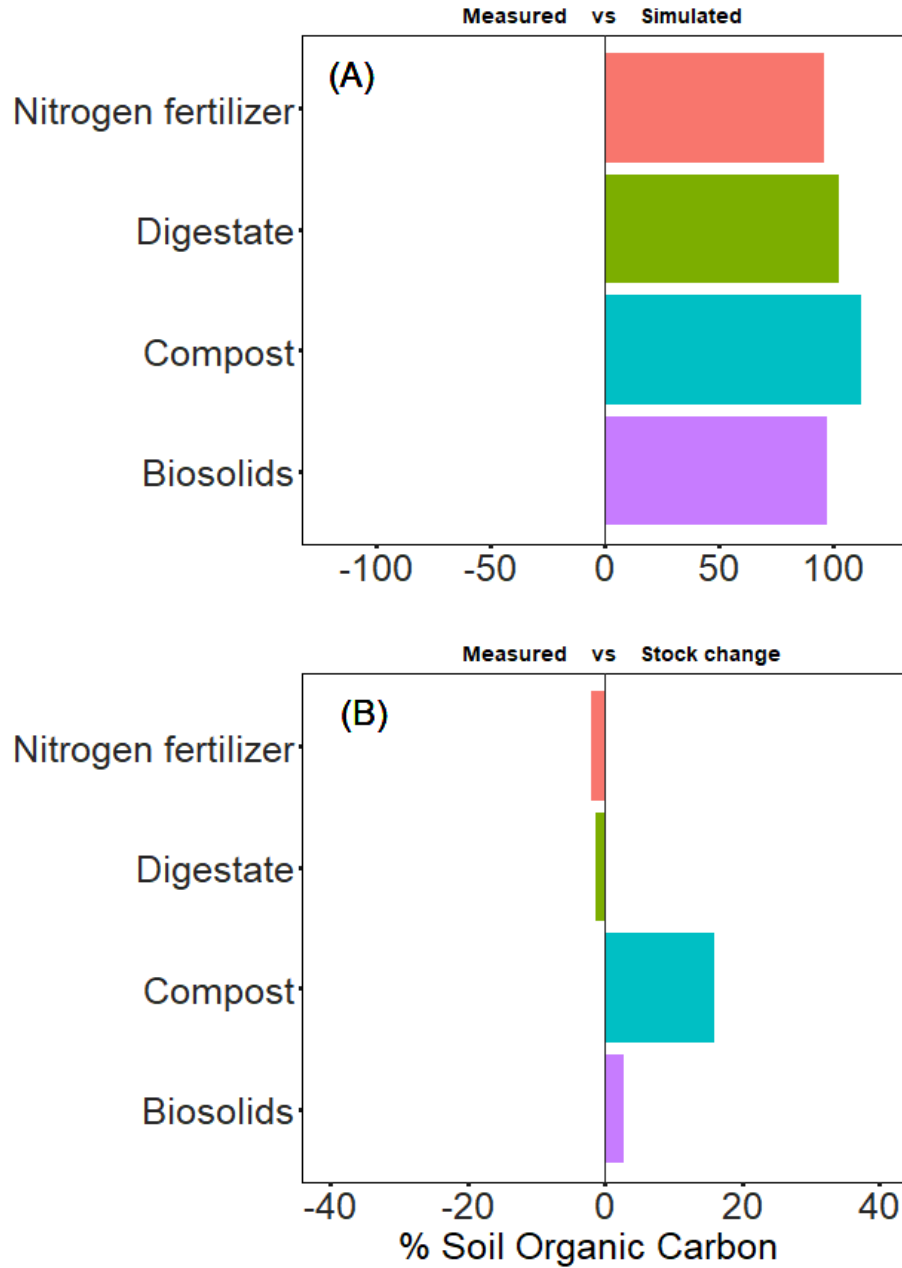 Measured vs Simulated
(A)
Nitrogen fertilizer
Digestate
Compost
Biosolids
-100 -50 0 50 100
Measured vs Stock change
(B)
Nitrogen fertilizer
Digestate
Compost
Biosolids
-40 -20 0 20 40
% Soil Organic Carbon